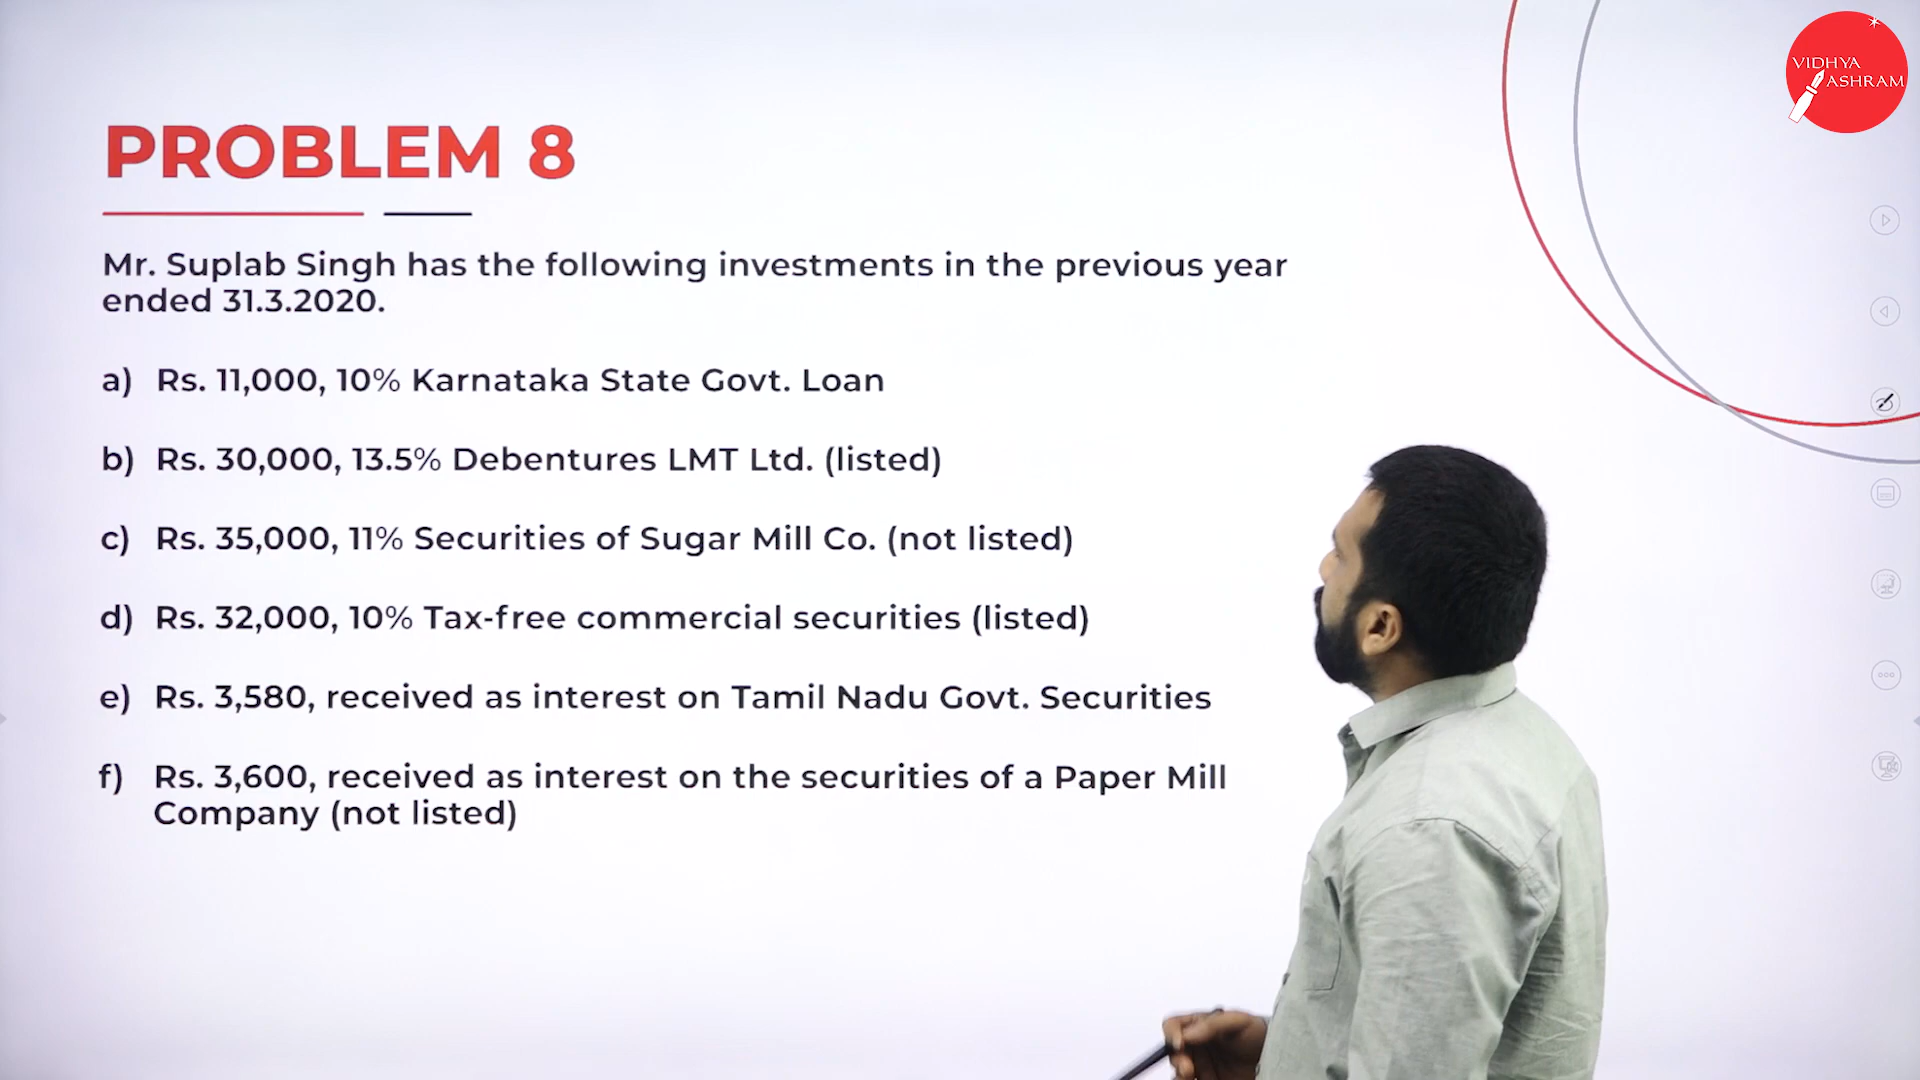 VIDHYA
ASHRAM
PROBLEM 8
Mr. Suplab Singh has the following investments in the previous year
ended 31.3.2020.
a) Rs. 11,000, 10% Karnataka State Govt. Loan
b) Rs. 30,000, 13.5% Debentures LMT Ltd. (listed)
c) Rs. 35,000, 11% Securities of Sugar Mill Co. (not listed)
d) Rs. 32,000, 10% Tax-free commercial securities (listed)
e) Rs. 3,580, received as interest on Tamil Nadu Govt. Securities
f) Rs. 3,600, received as interest on the securities of a Paper Mill
Company (not listed)